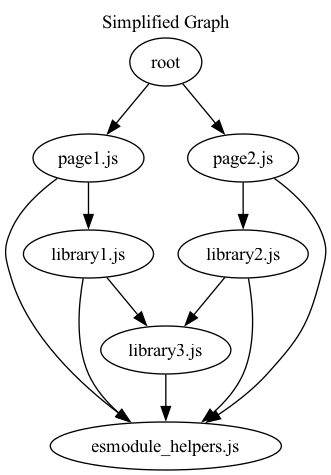 Simplified Graph
root
page1.js
page2.js
library1.js
library2.js
library3.js
esmodule_helpers.js